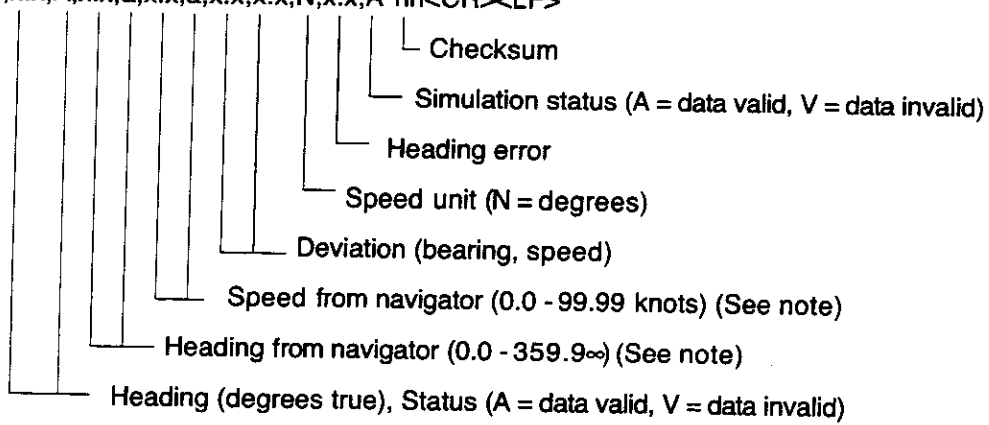 Checksum
Simulation status (A = data valid, V = data invalid)
Heading error
Speed unit (N = degrees)
Deviation (bearing, speed)
Speed from navigator (0.0 - 99.99 knots) (See note)
Heading from navigator (0.0 - 359.9∞) (See note)
Heading (degrees true), Status (A = data valid, V = data invalid)